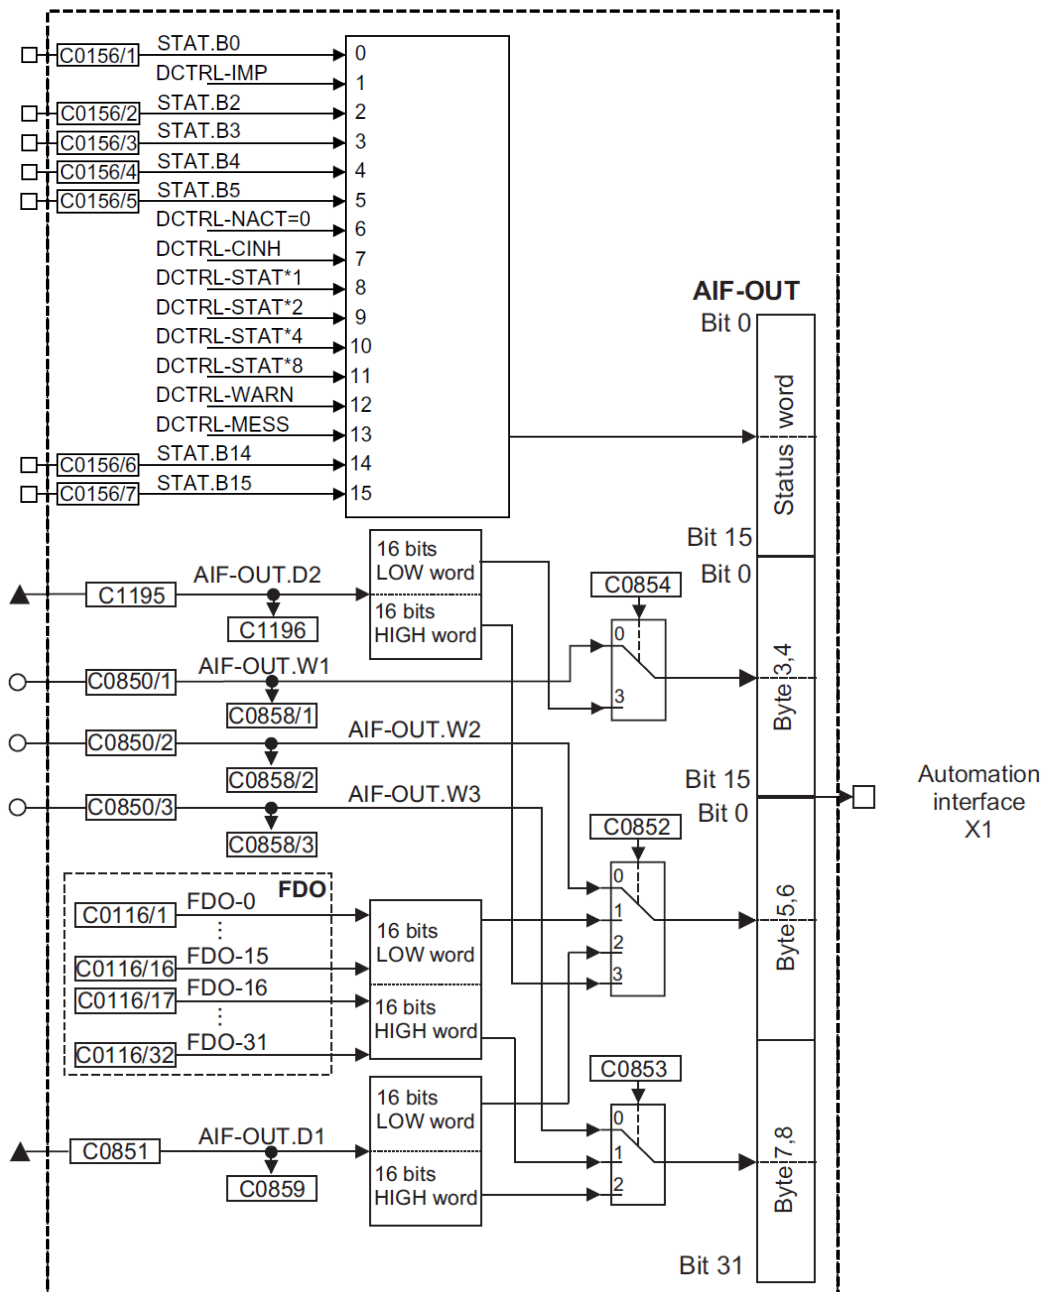 C0156/1 STAT.B0 0
DCTRL-IMP 1
C0156/2 STAT.B2 2
C0156/3 STAT.B3 3
C0156/4 STAT.B4 4
C0156/5 STAT.B5 5
DCTRL-NACT=0 6
DCTRL-CINH 7
DCTRL-STAT*1 8
DCTRL-STAT*2 9
DCTRL-STAT*4 10
DCTRL-STAT*8 11
DCTRL-WARN 12
DCTRL-MESS 13
C0156/6 STAT.B14 14
C0156/7 STAT.B15 15
AIF-OUT
Bit 0
Status word
Bit 15
Bit 0
Byte 3,4
Bit 15
Bit 0
Byte 5,6
Byte 7,8
Bit 31
C1195 AIF-OUT.D2
C1196
16 bits
LOW word
16 bits
HIGH word
C0854
0
3
C0850/1 AIF-OUT.W1
C0858/1
C0850/2 AIF-OUT.W2
C0858/2
C0850/3 AIF-OUT.W3
C0858/3
C0852
0
1
2
3
FDO
C0116/1 FDO-0
⋮
C0116/16 FDO-15
C0116/17 FDO-16
⋮
C0116/32 FDO-31
16 bits
LOW word
16 bits
HIGH word
C0853
0
1
2
C0851 AIF-OUT.D1
C0859
16 bits
LOW word
16 bits
HIGH word
Automation
interface
X1